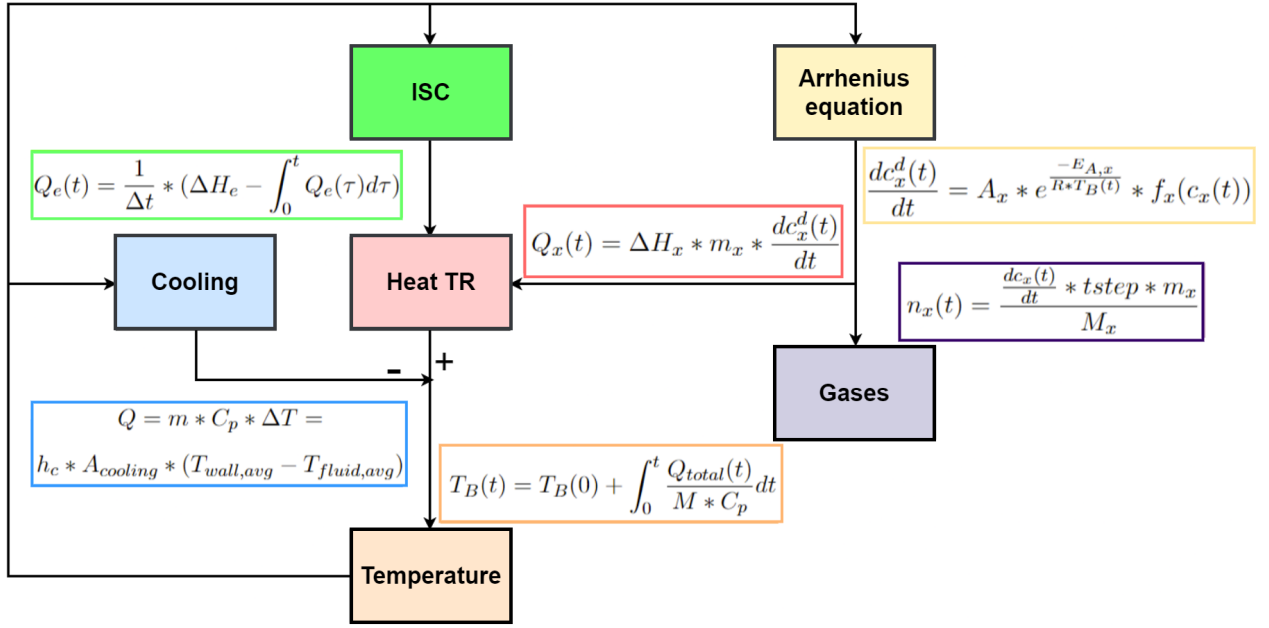 ISC
Arrhenius
equation
Q_e(t) = \frac{1}{\Delta t} * (\Delta H_e - \int_0^t Q_e(\tau) d\tau)
\frac{dc_x^d(t)}{dt} = A_x * e^{\frac{-E_{A,x}}{R*T_B(t)}} * f_x(c_x(t))
Q_x(t) = \Delta H_x * m_x * \frac{dc_x^d(t)}{dt}
Cooling
Heat TR
n_x(t) = \frac{\frac{dc_x(t)}{dt} * tstep * m_x}{M_x}
- +
Gases
Q = m * C_p * \Delta T =
h_c * A_{cooling} * (T_{wall,avg} - T_{fluid,avg})
T_B(t) = T_B(0) + \int_0^t \frac{Q_{total}(t)}{M * C_p} dt
Temperature